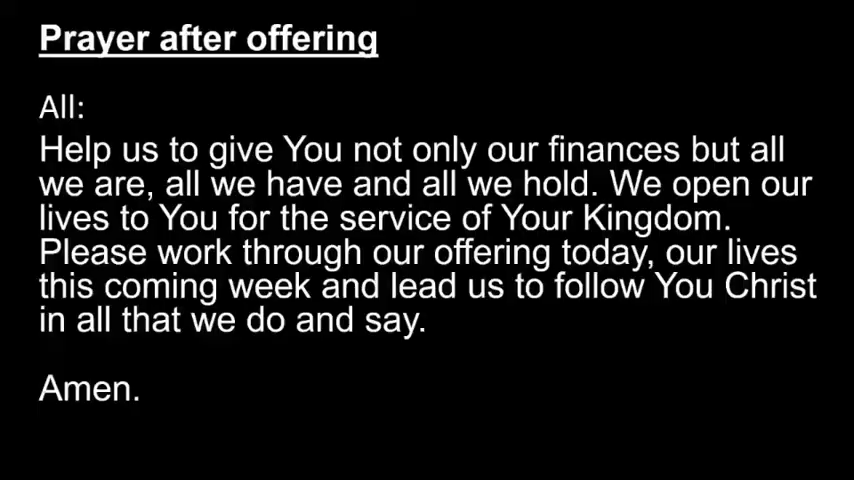 Prayer after offering
All:
Help us to give You not only our finances but all
we are, all we have and all we hold. We open our
lives to You for the service of Your Kingdom.
Please work through our offering today, our lives
this coming week and lead us to follow You Christ
in all that we do and say.
Amen.